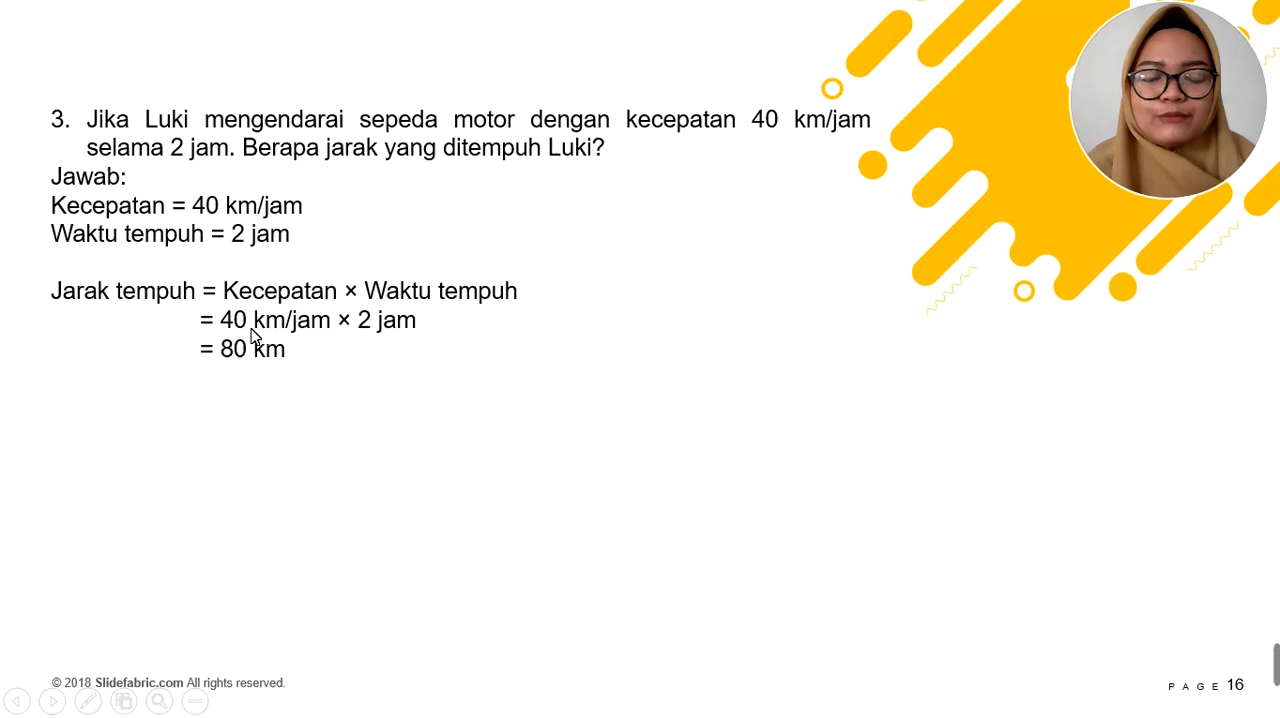 3. Jika Luki mengendarai sepeda motor dengan kecepatan 40 km/jam
selama 2 jam. Berapa jarak yang ditempuh Luki?
Jawab:
Kecepatan = 40 km/jam
Waktu tempuh = 2 jam
Jarak tempuh = Kecepatan × Waktu tempuh
= 40 km/jam × 2 jam
= 80 km
© 2018 Slidefabric.com All rights reserved.
PAGE 16